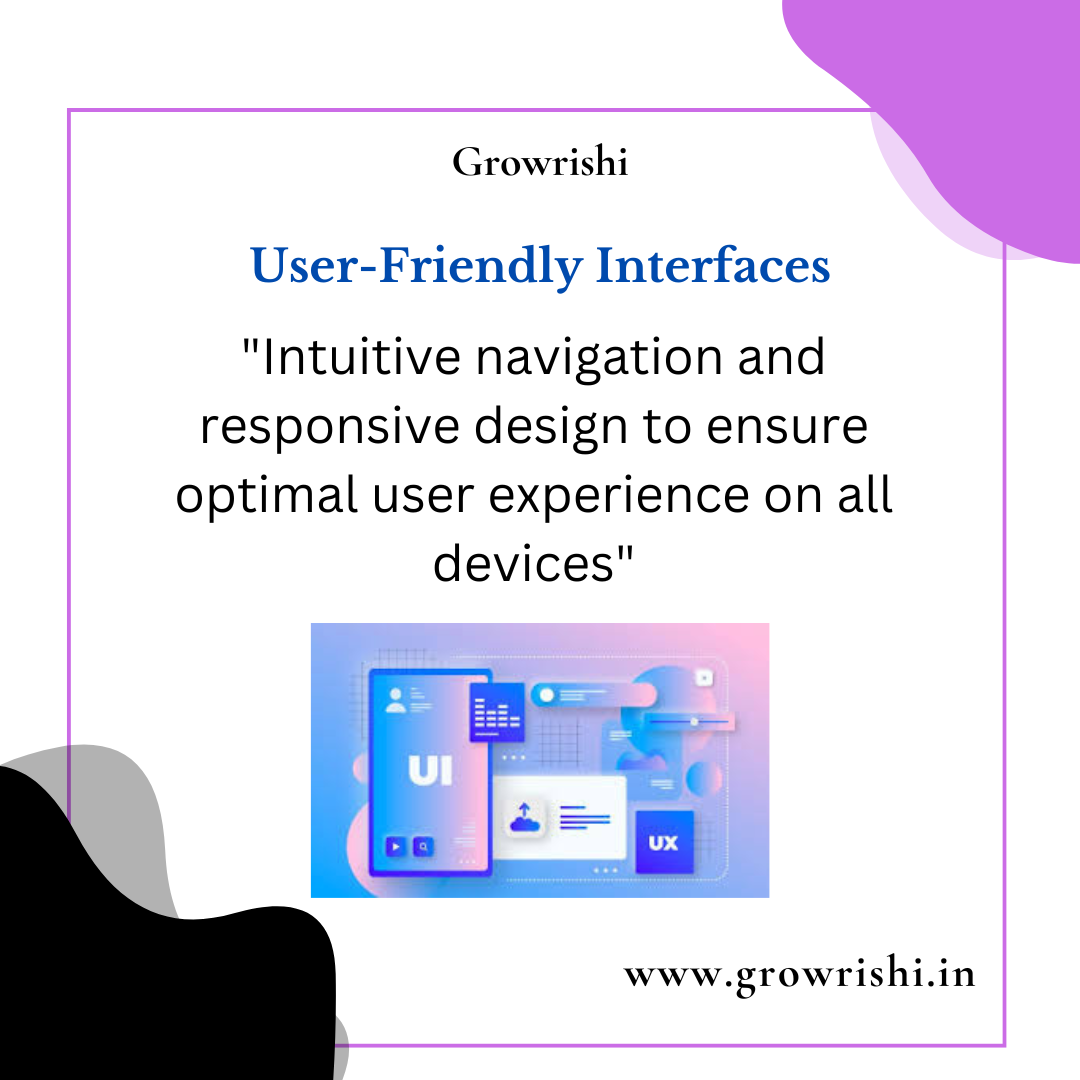 Growrishi
User-Friendly Interfaces
"Intuitive navigation and
responsive design to ensure
optimal user experience on all
devices"
UI
UX
www.growrishi.in